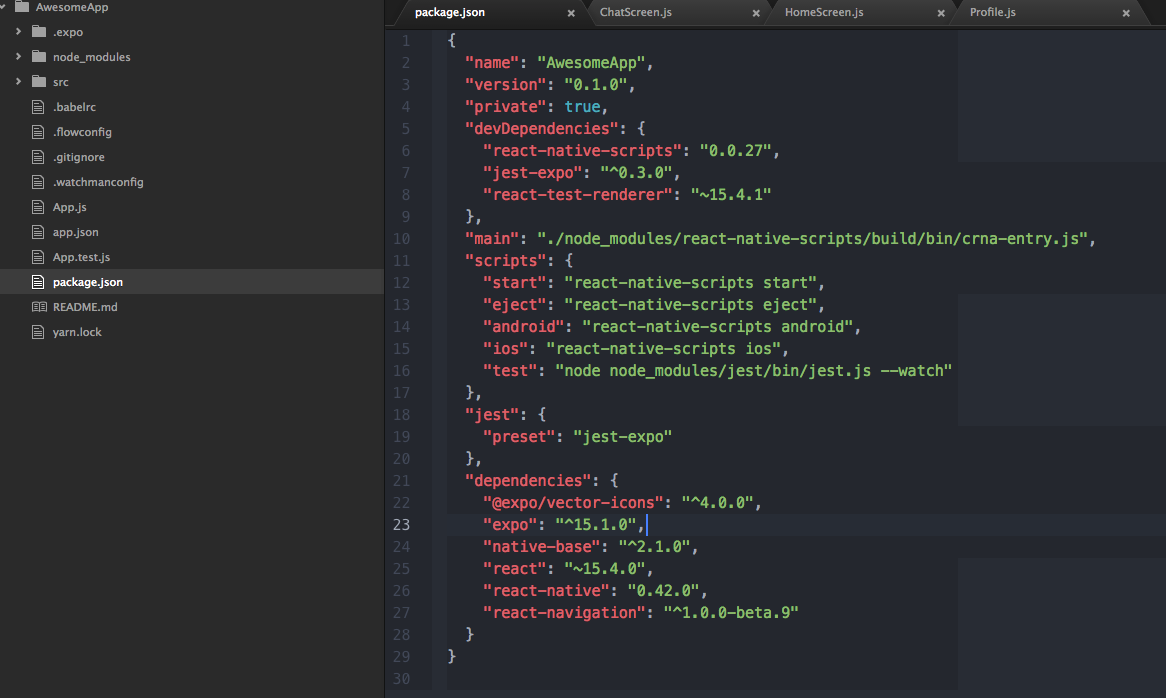 AwesomeApp
.expo
node_modules
src
.babelrc
.flowconfig
.gitignore
.watchmanconfig
App.js
app.json
App.test.js
package.json
README.md
yarn.lock
package.json × ChatScreen.js × HomeScreen.js × Profile.js ×
1 {
2 "name": "AwesomeApp",
3 "version": "0.1.0",
4 "private": true,
5 "devDependencies": {
6 "react-native-scripts": "0.0.27",
7 "jest-expo": "^0.3.0",
8 "react-test-renderer": "~15.4.1"
9 },
10 "main": "./node_modules/react-native-scripts/build/bin/crna-entry.js",
11 "scripts": {
12 "start": "react-native-scripts start",
13 "eject": "react-native-scripts eject",
14 "android": "react-native-scripts android",
15 "ios": "react-native-scripts ios",
16 "test": "node node_modules/jest/bin/jest.js --watch"
17 },
18 "jest": {
19 "preset": "jest-expo"
20 },
21 "dependencies": {
22 "@expo/vector-icons": "^4.0.0",
23 "expo": "^15.1.0",
24 "native-base": "^2.1.0",
25 "react": "~15.4.0",
26 "react-native": "0.42.0",
27 "react-navigation": "^1.0.0-beta.9"
28 }
29 }
30